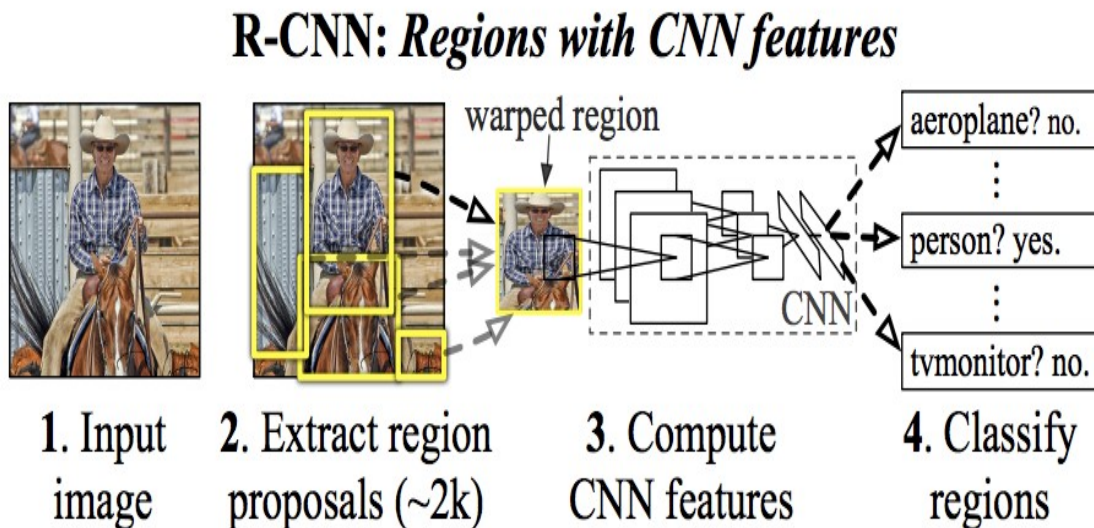 R-CNN: Regions with CNN features
warped region
aeroplane? no.
person? yes.
tvmonitor? no.
CNN
1. Input
image
2. Extract region
proposals (~2k)
3. Compute
CNN features
4. Classify
regions